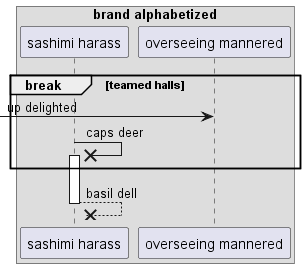 brand alphabetized
sashimi harass overseeing mannered
break [teamed halls]
up delighted
caps deer
basil dell
sashimi harass overseeing mannered